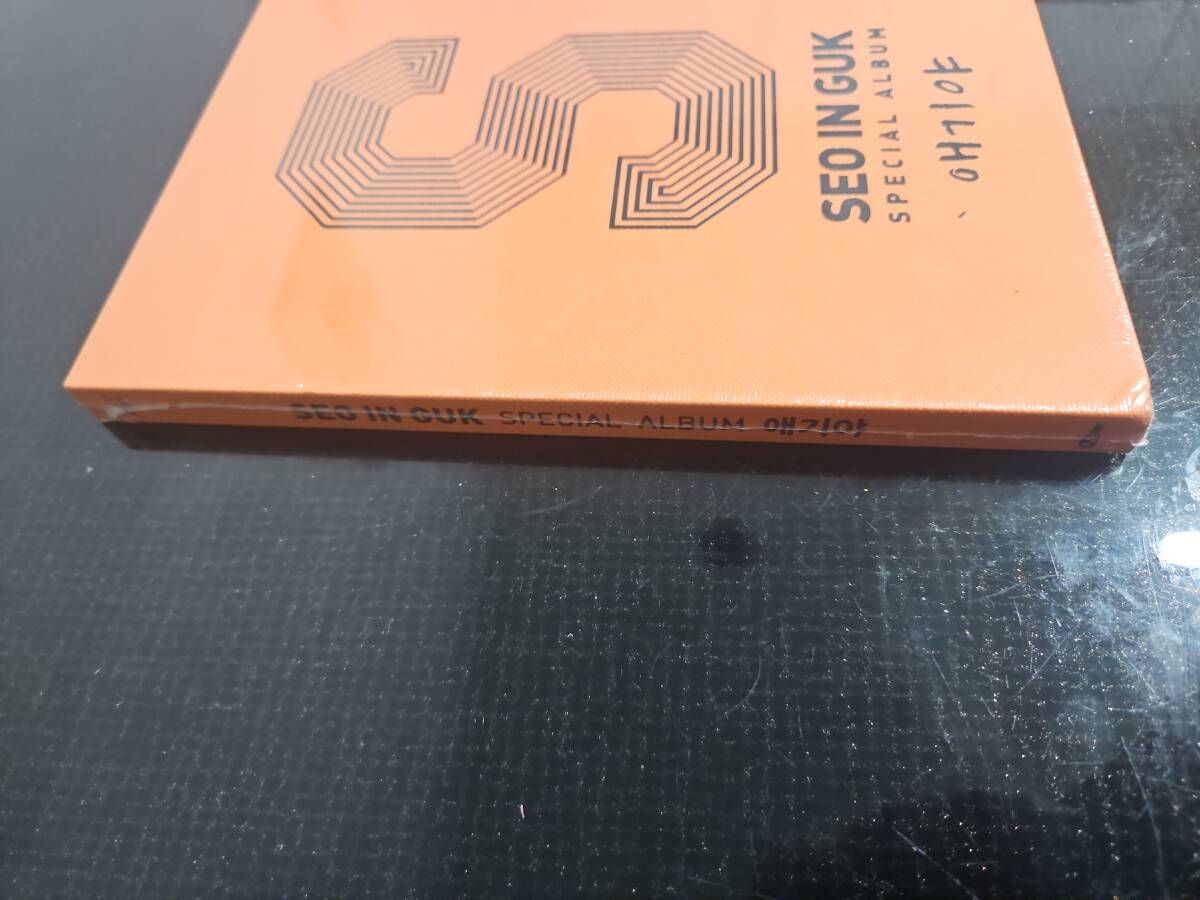 SEO IN GUK
SPECIAL ALBUM
애기야
SEO IN GUK SPECIAL ALBUM 애기야